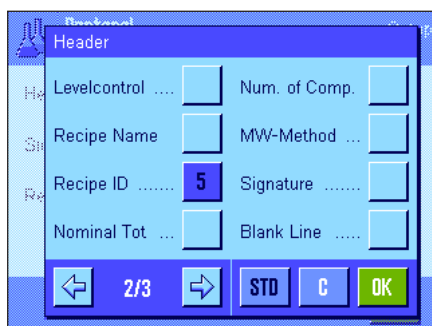 Header
Levelcontrol .... Num. of Comp.
Recipe Name MW-Method ...
Recipe ID ....... 5 Signature .......
Nominal Tot ... Blank Line .....
2/3 STD C OK